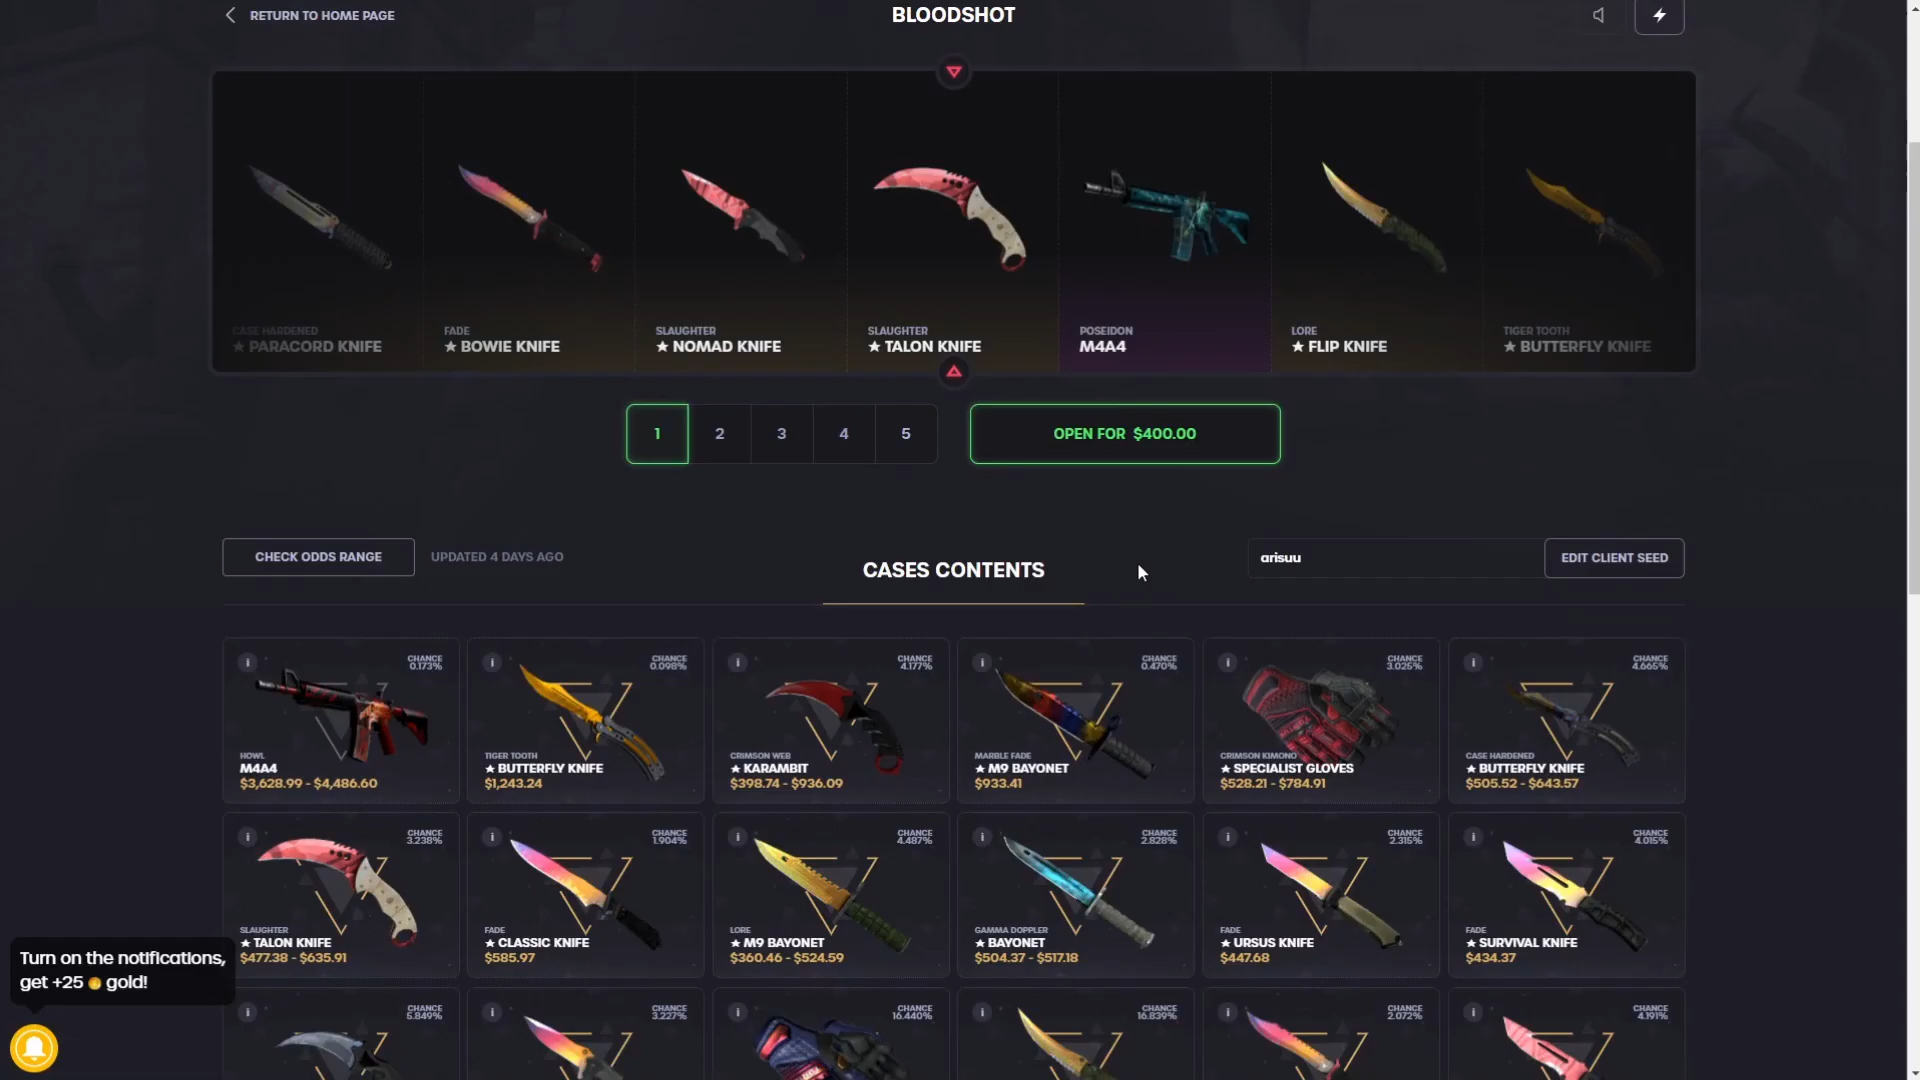 RETURN TO HOME PAGE
BLOODSHOT
CASE HARDENED
★ PARACORD KNIFE
FADE
★ BOWIE KNIFE
SLAUGHTER
★ NOMAD KNIFE
SLAUGHTER
★ TALON KNIFE
POSEIDON
M4A4
LORE
★ FLIP KNIFE
TIGER TOOTH
★ BUTTERFLY KNIFE
1 2 3 4 5
OPEN FOR $400.00
CHECK ODDS RANGE
UPDATED 4 DAYS AGO
CASES CONTENTS
arisuu
EDIT CLIENT SEED
CHANCE
0.173%
HOWL
M4A4
$3,628.99 - $4,486.60
CHANCE
0.098%
TIGER TOOTH
★ BUTTERFLY KNIFE
$1,243.24
CHANCE
4.177%
CRIMSON WEB
★ KARAMBIT
$398.74 - $936.09
CHANCE
0.470%
MARBLE FADE
★ M9 BAYONET
$933.41
CHANCE
3.025%
CRIMSON KIMONO
★ SPECIALIST GLOVES
$528.21 - $784.91
CHANCE
4.665%
CASE HARDENED
★ BUTTERFLY KNIFE
$505.52 - $643.57
CHANCE
3.238%
SLAUGHTER
★ TALON KNIFE
$477.38 - $635.91
CHANCE
1.904%
FADE
★ CLASSIC KNIFE
$585.97
CHANCE
4.487%
LORE
★ M9 BAYONET
$360.46 - $524.59
CHANCE
2.828%
GAMMA DOPPLER
★ BAYONET
$504.37 - $517.18
CHANCE
2.315%
FADE
★ URSUS KNIFE
$447.68
CHANCE
4.015%
FADE
★ SURVIVAL KNIFE
$434.37
Turn on the notifications,
get +25 gold!
CHANCE
5.849%
CHANCE
3.227%
CHANCE
16.440%
CHANCE
16.839%
CHANCE
2.072%
CHANCE
4.191%